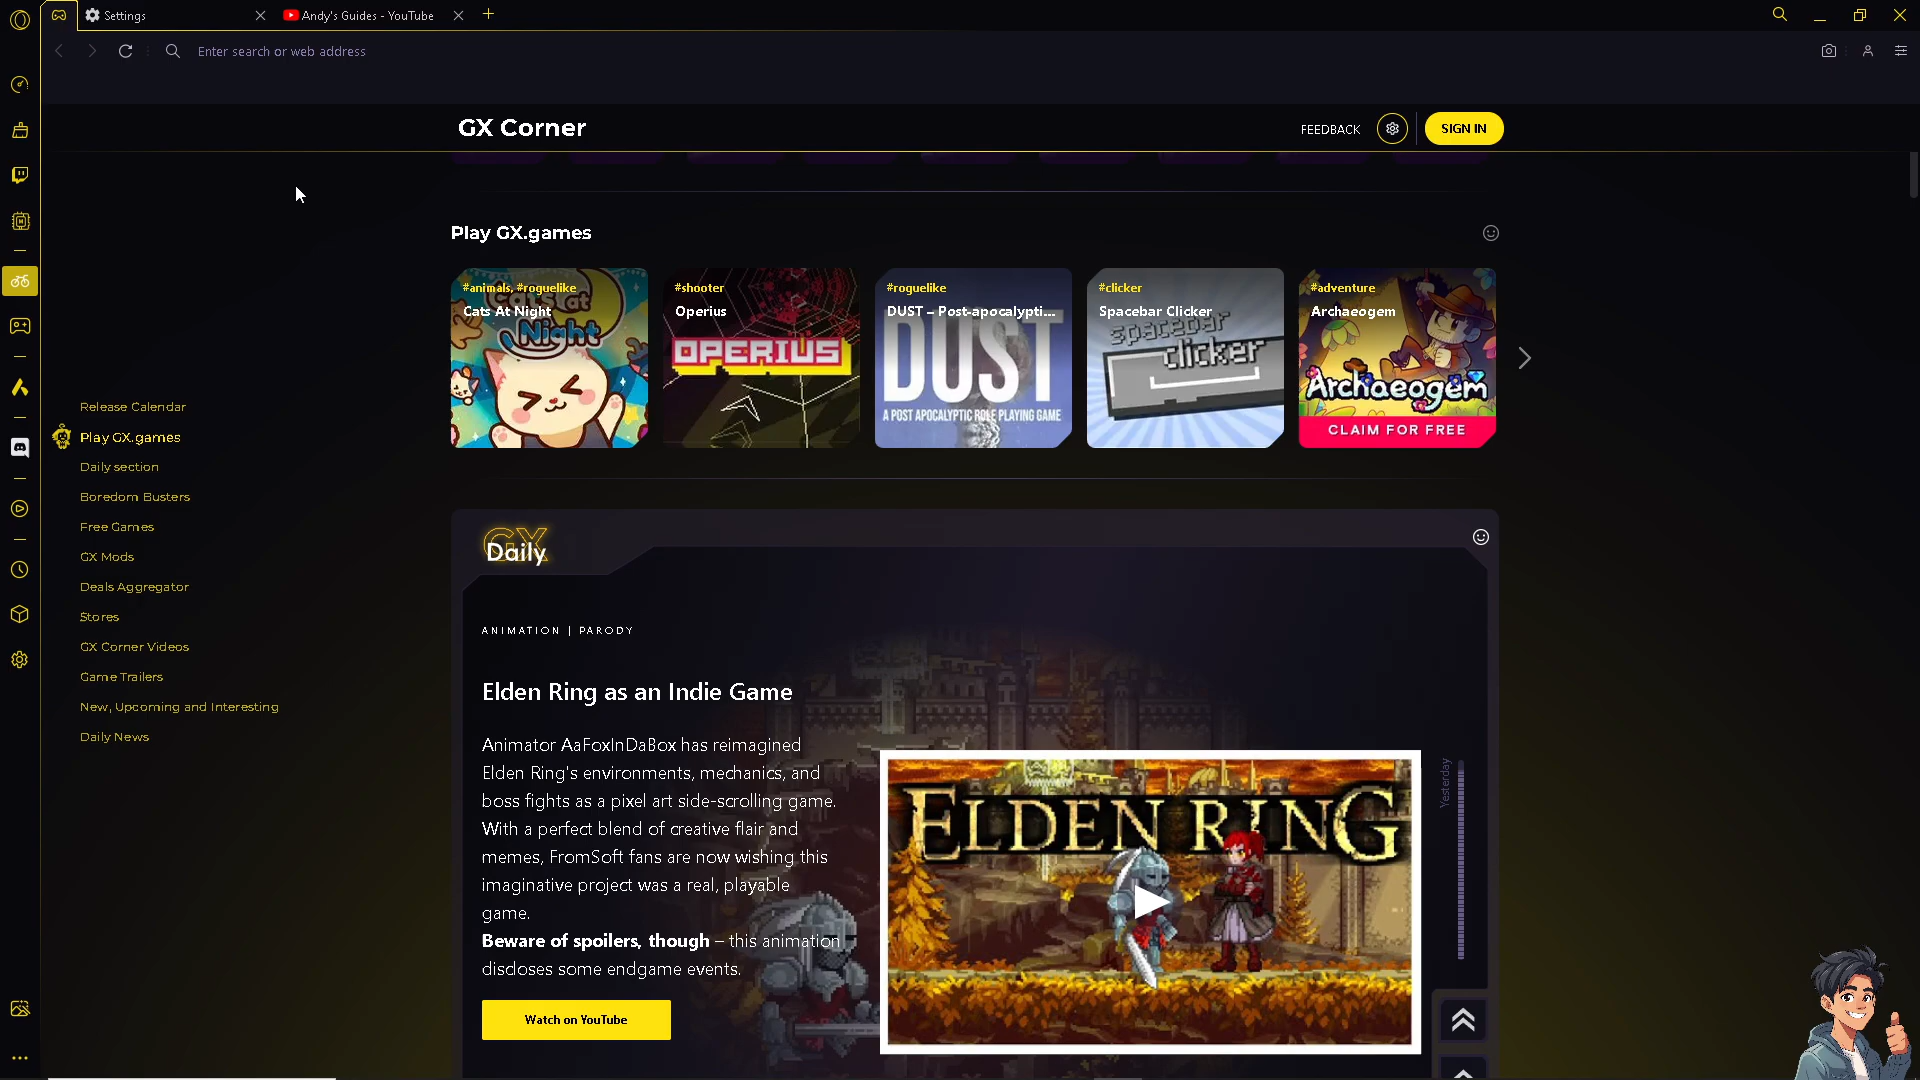 Settings
Andy's Guides - YouTube
Enter search or web address
GX Corner
FEEDBACK
SIGN IN
Play GX.games
#animals, #roguelike
Cats At Night
Cats at
Night
#shooter
Operius
OPERIUS
#roguelike
DUST – Post-apocalypti...
DUST
A POST APOCALYPTIC ROLE PLAYING GAME
#clicker
Spacebar Clicker
spacebar
clicker
#adventure
Archaeogem
Archaeogem
CLAIM FOR FREE
Release Calendar
Play GX.games
Daily section
Boredom Busters
Free Games
GX Mods
Deals Aggregator
Stores
GX Corner Videos
Game Trailers
New, Upcoming and Interesting
Daily News
GX
Daily
ANIMATION | PARODY
Elden Ring as an Indie Game
Animator AaFoxInDaBox has reimagined
Elden Ring's environments, mechanics, and
boss fights as a pixel art side-scrolling game.
With a perfect blend of creative flair and
memes, FromSoft fans are now wishing this
imaginative project was a real, playable
game.
Beware of spoilers, though – this animation
discloses some endgame events.
Watch on YouTube
ELDEN RING
Yesterday